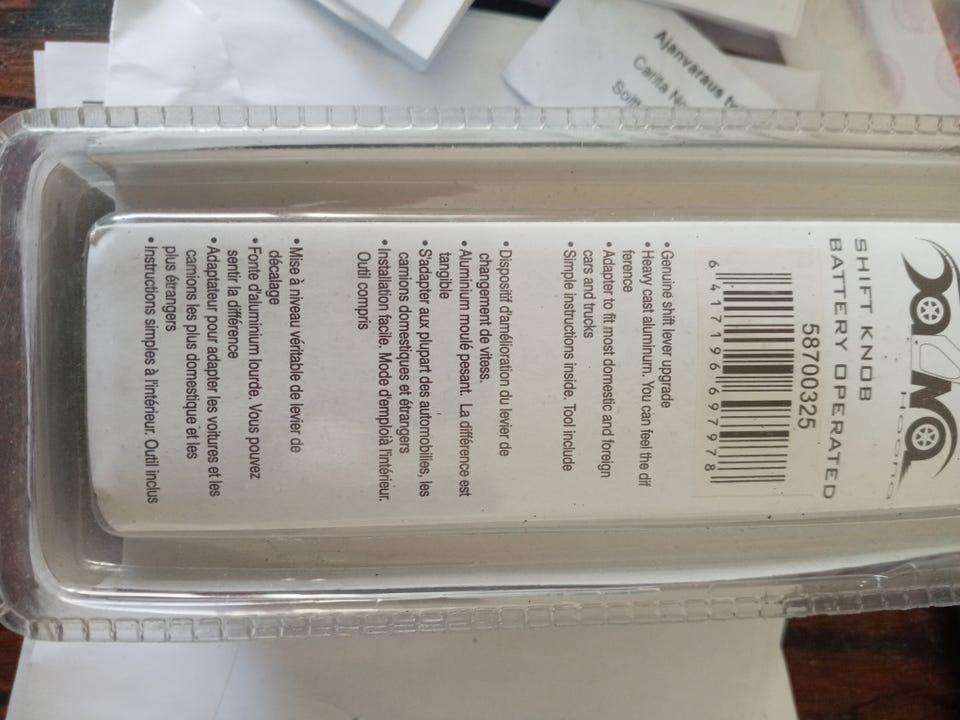 Ajanvaraus
Carita
SHIFT KNOB
BATTERY OPERATED
58700325
6 417196 697978
• Genuine shift lever upgrade
• Heavy cast aluminum. You can feel the dif
ference
• Adapter to fit most domestic and foreign
cars and trucks
• Simple instructions inside. Tool include
• Dispositif d'amélioration du levier de
changement de vitess.
• Aluminium moulé pesant. La différence est
tangible
• S'adapter aux plupart des automobilies, les
camions domestiques et étrangers
• Installation facile. Mode d'emploià l'intérieur.
Outil compris
• Mise à niveau véritable de levier de
décalage
• Fonte d'aluminium lourde. Vous pouvez
sentir la différence
• Adaptateur pour adapter les voitures et les
camions les plus domestique et es
plus étrangers
• Instructions simples à l'intérieur. Outil inclus